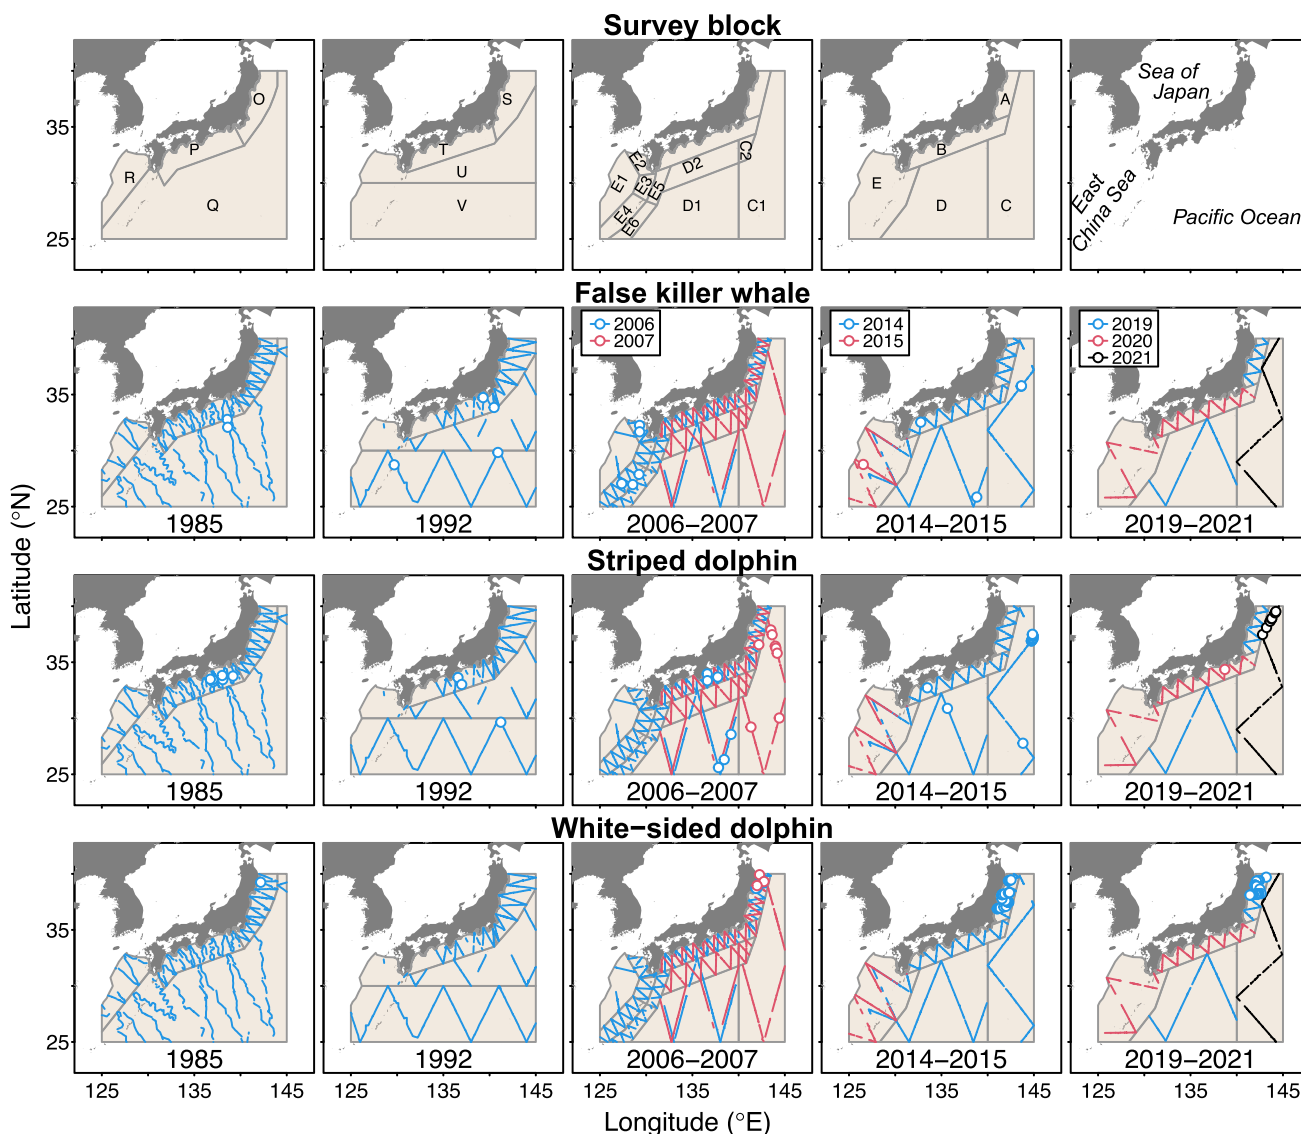 Survey block
O
P
R
Q
S
T
U
V
E2
E1
E3
E5
E4
E6
D2
C2
D1
C1
A
B
E
D
C
Sea of
Japan
East
China Sea
Pacific Ocean
35
25
False killer whale
2006
2007
2014
2015
2019
2020
2021
35
25
1985
1992
2006−2007
2014−2015
2019−2021
Striped dolphin
35
25
1985
1992
2006−2007
2014−2015
2019−2021
White−sided dolphin
35
25
1985
1992
2006−2007
2014−2015
2019−2021
125 135 145 125 135 145 125 135 145 125 135 145 125 135 145
Latitude (°N)
Longitude (°E)